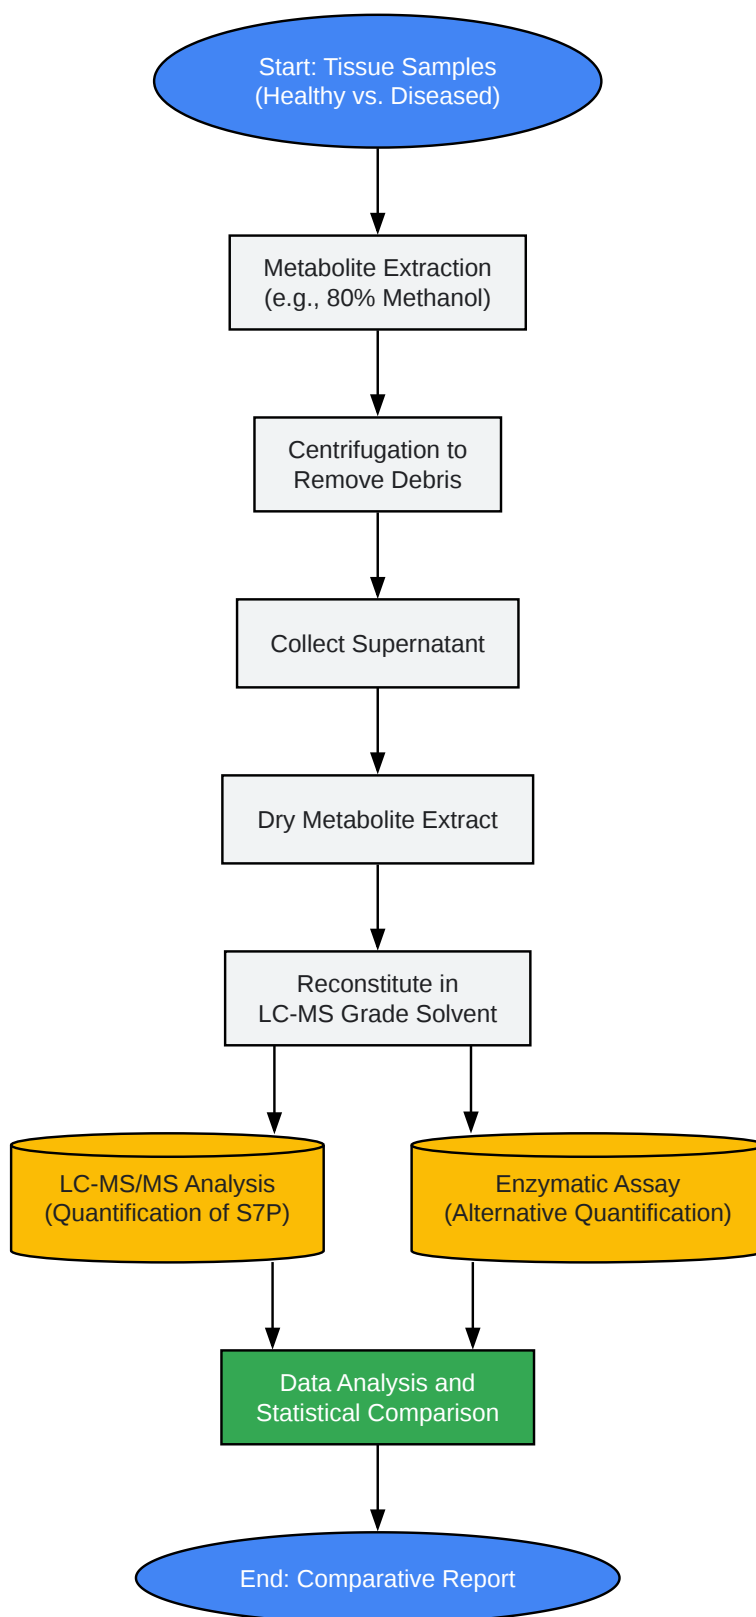 Start: Tissue Samples
(Healthy vs. Diseased)
Metabolite Extraction
(e.g., 80% Methanol)
Centrifugation to
Remove Debris
Collect Supernatant
Dry Metabolite Extract
Reconstitute in
LC-MS Grade Solvent
LC-MS/MS Analysis
(Quantification of S7P)
Enzymatic Assay
(Alternative Quantification)
Data Analysis and
Statistical Comparison
End: Comparative Report